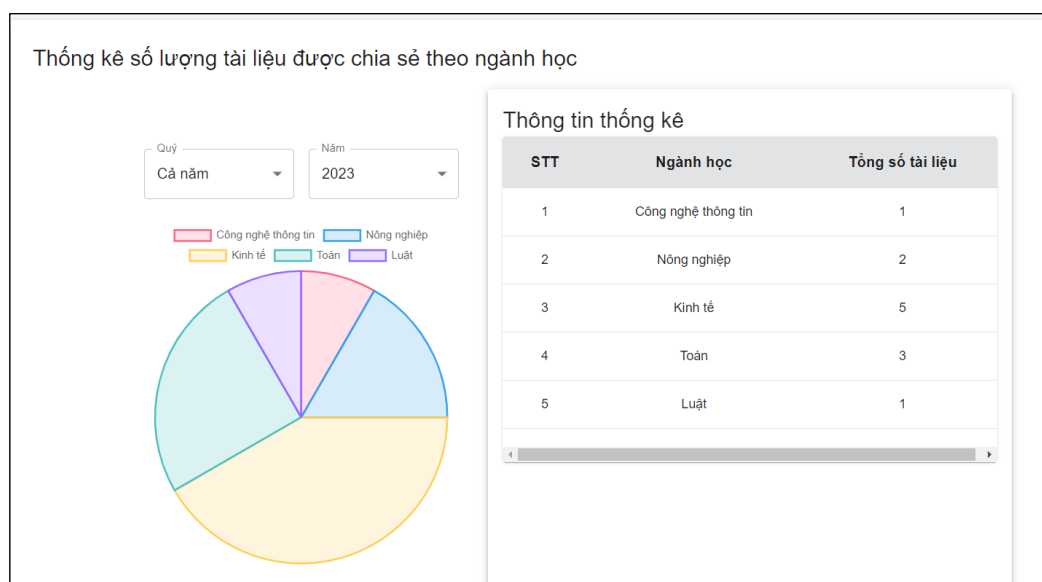 Thống kê số lượng tài liệu được chia sẻ theo ngành học
Quý
Cả năm
Năm
2023
Công nghệ thông tin Nông nghiệp
Kinh tế Toán Luật
Thông tin thống kê
STT Ngành học Tổng số tài liệu
1 Công nghệ thông tin 1
2 Nông nghiệp 2
3 Kinh tế 5
4 Toán 3
5 Luật 1